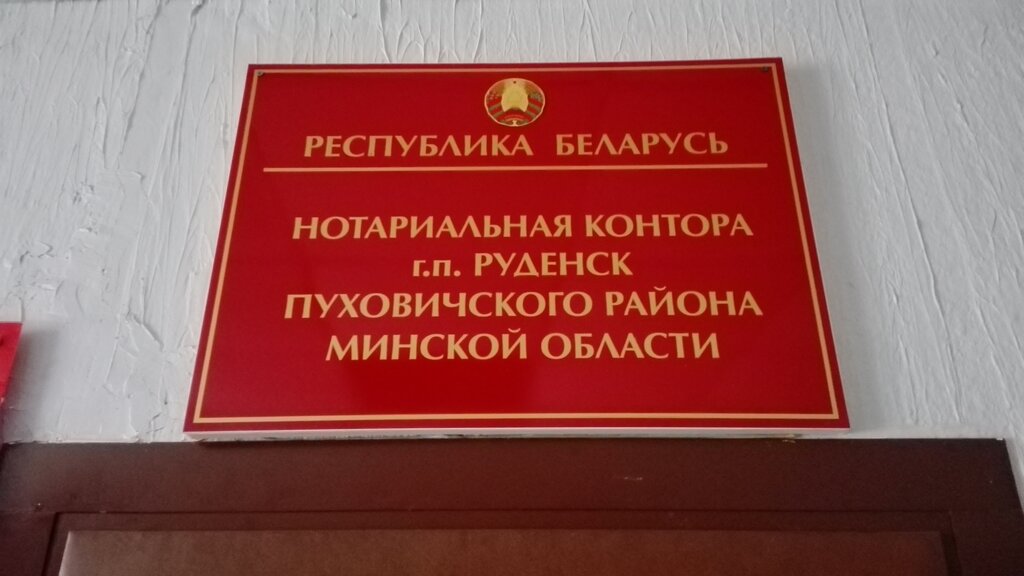 РЕСПУБЛИКА БЕЛАРУСЬ
НОТАРИАЛЬНАЯ КОНТОРА
г.п. РУДЕНСК
ПУХОВИЧСКОГО РАЙОНА
МИНСКОЙ ОБЛАСТИ